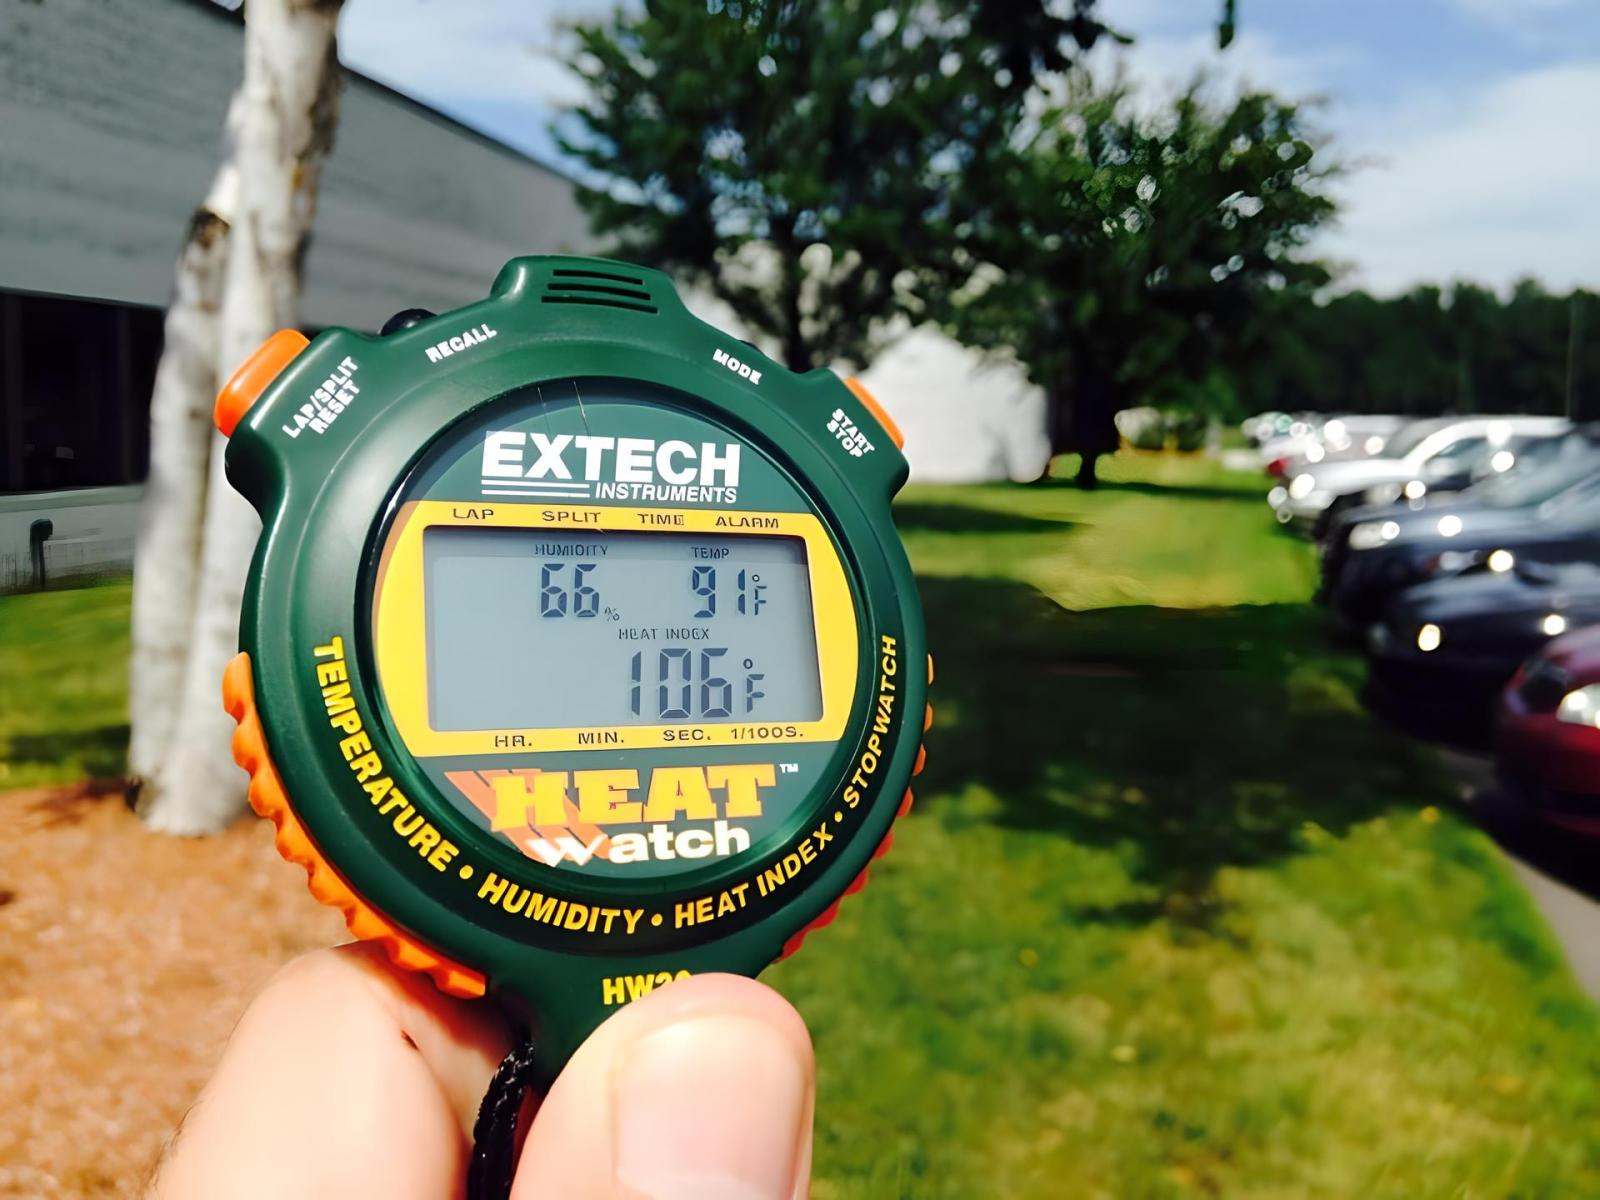 RECALL
MODE
LAP/SPLIT
RESET
START
STOP
EXTECH
INSTRUMENTS
LAP SPLIT TIME ALARM
HUMIDITY TEMP
66% 91°F
HEAT INDEX
106°F
HR. MIN. SEC. 1/100S.
HEAT™
Watch
TEMPERATURE • HUMIDITY • HEAT INDEX • STOPWATCH